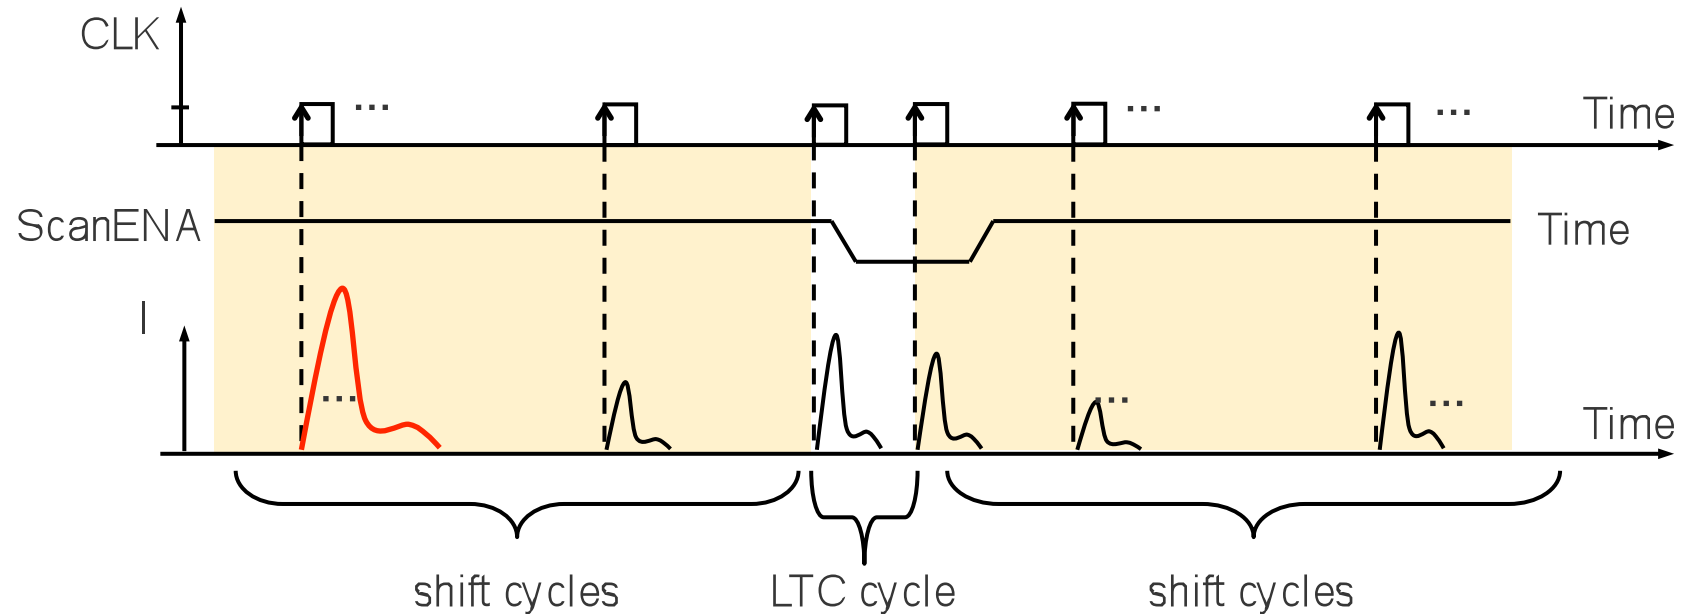 CLK
... ... ...
Time
ScanENA
Time
I
... ... ...
Time
shift cycles
LTC cycle
shift cycles